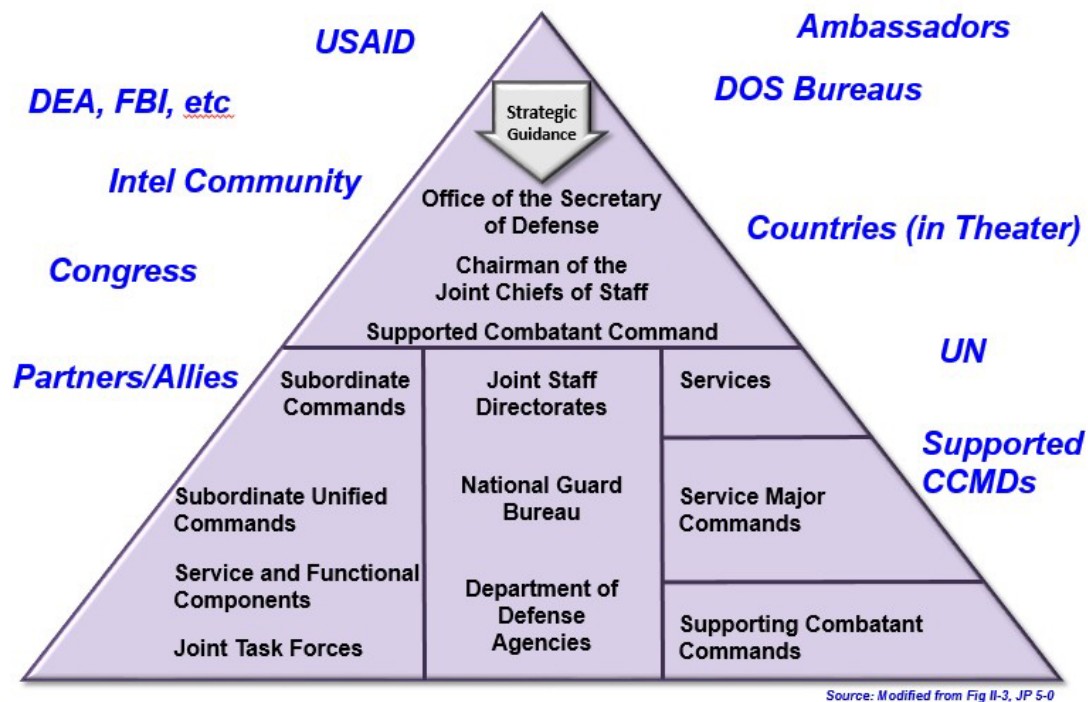 USAID
Ambassadors
DEA, FBI, etc
DOS Bureaus
Strategic
Guidance
Intel Community
Office of the Secretary
of Defense
Countries (in Theater)
Congress
Chairman of the
Joint Chiefs of Staff
Supported Combatant Command
UN
Partners/Allies
Subordinate
Commands
Joint Staff
Directorates
Services
Supported
CCMDs
Subordinate Unified
Commands
National Guard
Bureau
Service Major
Commands
Service and Functional
Components
Department of
Defense
Agencies
Joint Task Forces
Supporting Combatant
Commands
Source: Modified from Fig II-3, JP 5-0